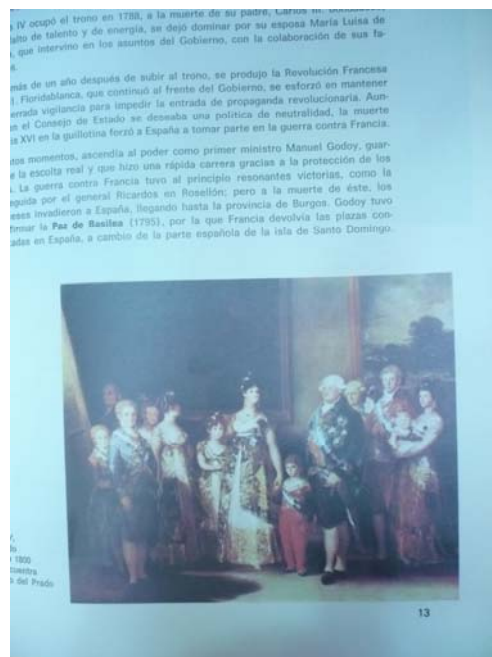 IV ocupó el trono en 1788, a la muerte de su padre, Carlos III.
falto de talento y de energía, se dejó dominar por su esposa María Luisa de
que intervino en los asuntos del Gobierno, con la colaboración de sus fa-
más de un año después de subir al trono, se produjo la Revolución Francesa
). Floridablanca, que continuó al frente del Gobierno, se esforzó en mantener
errada vigilancia para impedir la entrada de propaganda revolucionaria. Aun-
en el Consejo de Estado se deseaba una política de neutralidad, la muerte
XVI en la guillotina forzó a España a tomar parte en la guerra contra Francia.
tos momentos, ascendía al poder como primer ministro Manuel Godoy, guar-
e la escolta real y que hizo una rápida carrera gracias a la protección de los
. La guerra contra Francia tuvo al principio resonantes victorias, como la
guida por el general Ricardos en Rosellón; pero a la muerte de éste, los
eses invadieron a España, llegando hasta la provincia de Burgos. Godoy tuvo
firmar la Paz de Basilea (1795), por la que Francia devolvía las plazas con-
adas en España, a cambio de la parte española de la isla de Santo Domingo.
1800
cuentra
del Prado
13